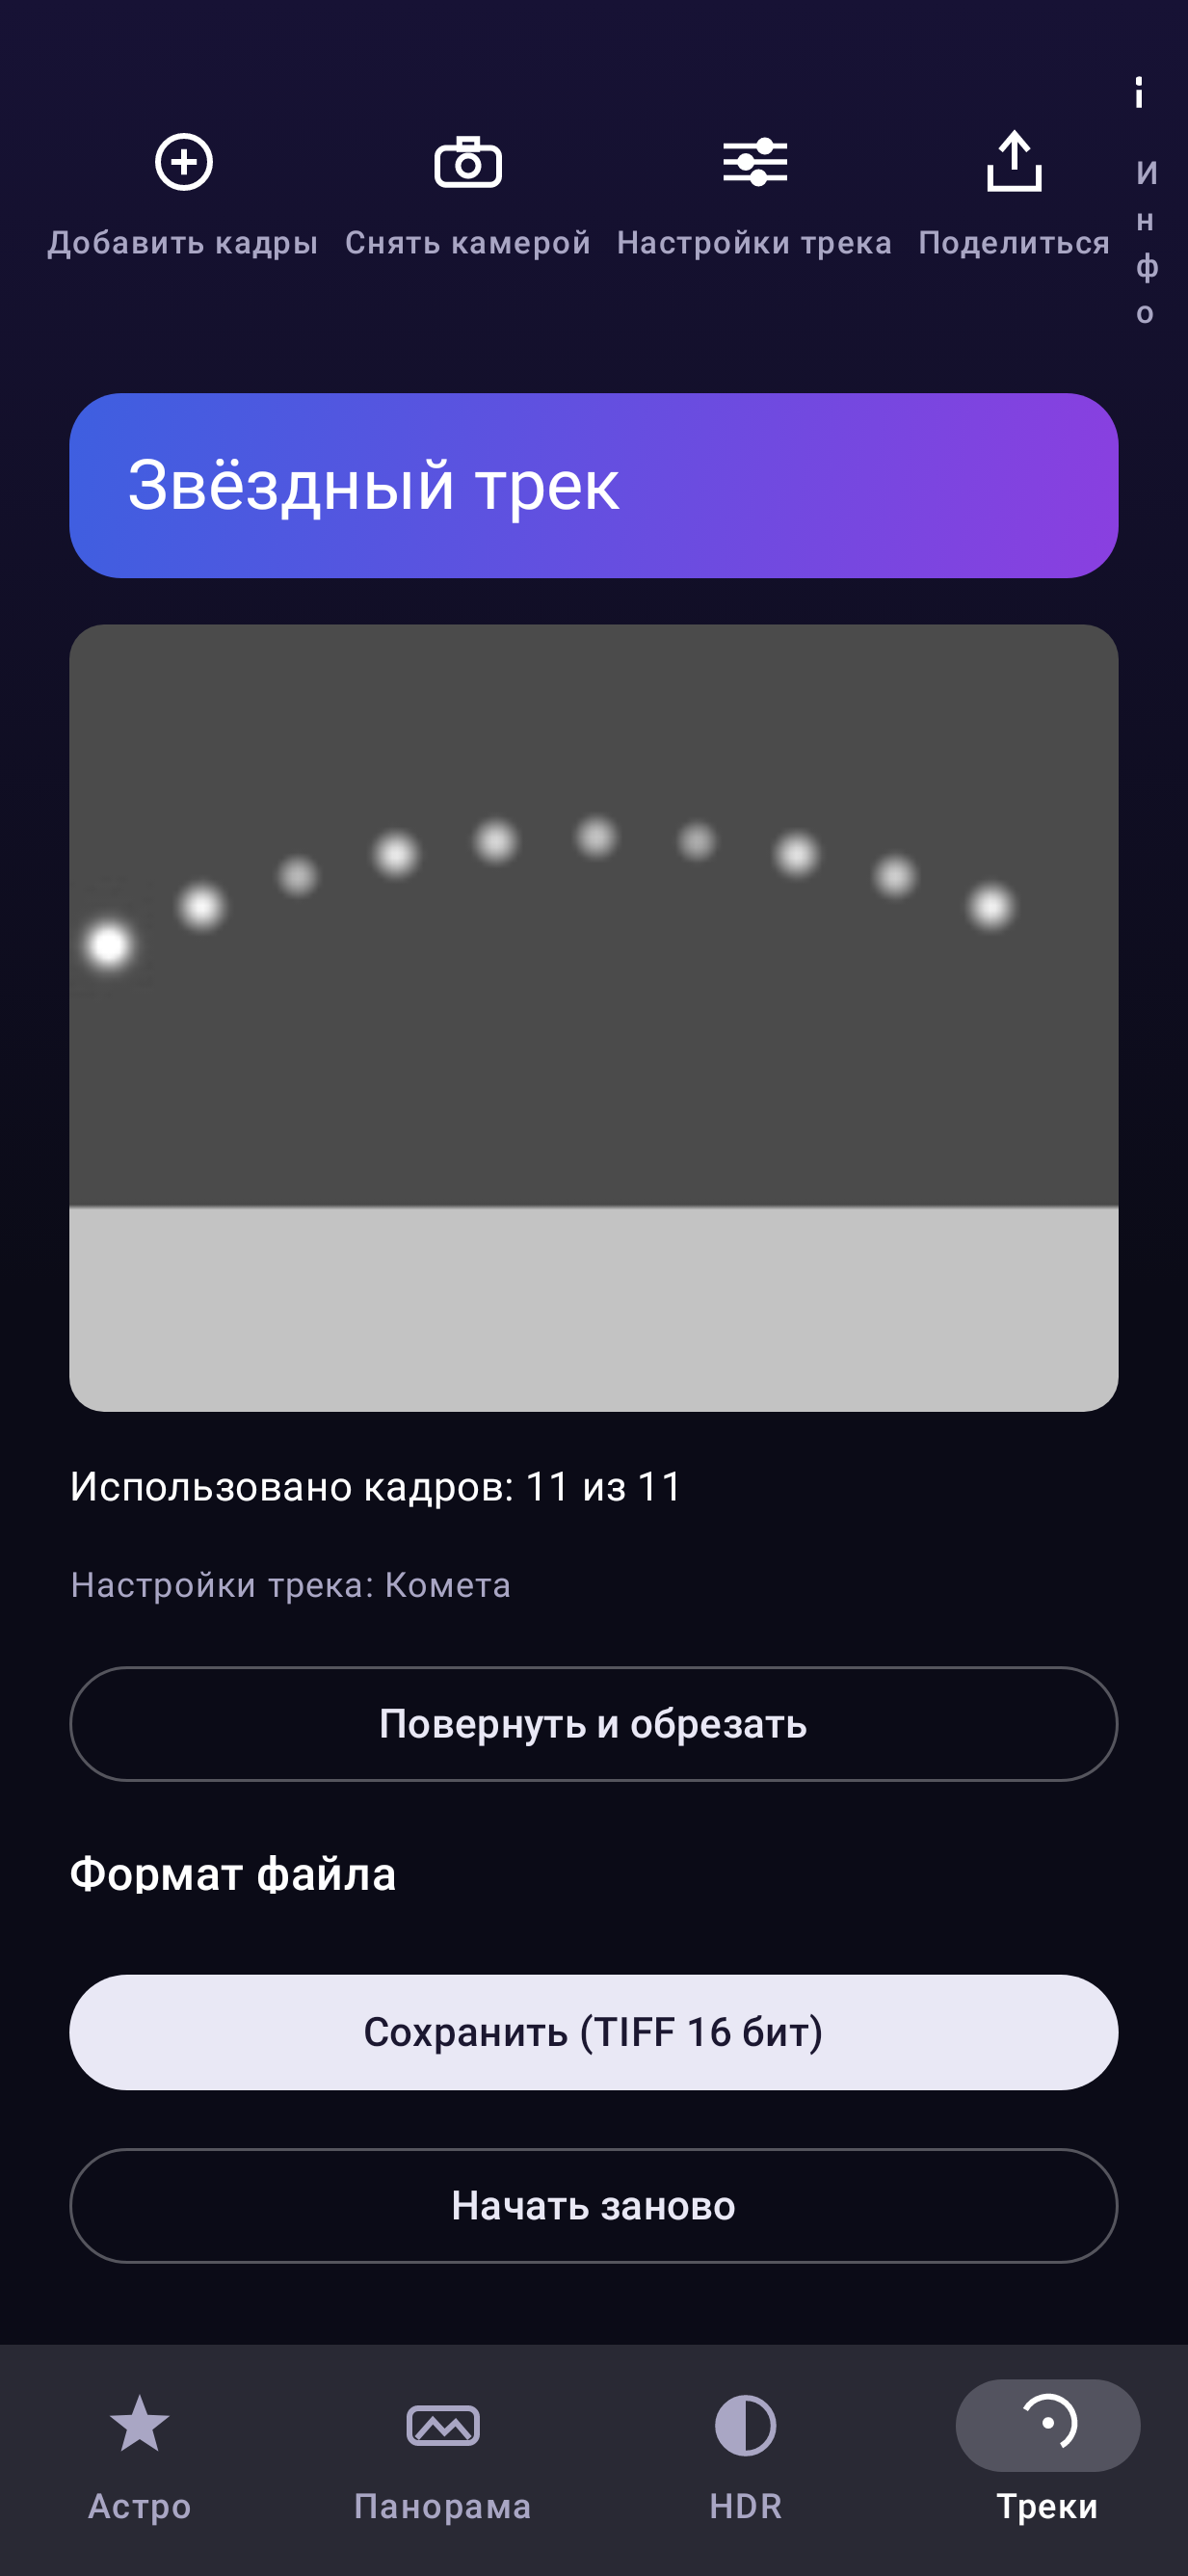 Добавить кадры
Снять камерой
Настройки трека
Поделиться
И
н
ф
о
Звёздный трек
Использовано кадров: 11 из 11
Настройки трека: Комета
Повернуть и обрезать
Формат файла
Сохранить (TIFF 16 бит)
Начать заново
Астро
Панорама
HDR
Треки